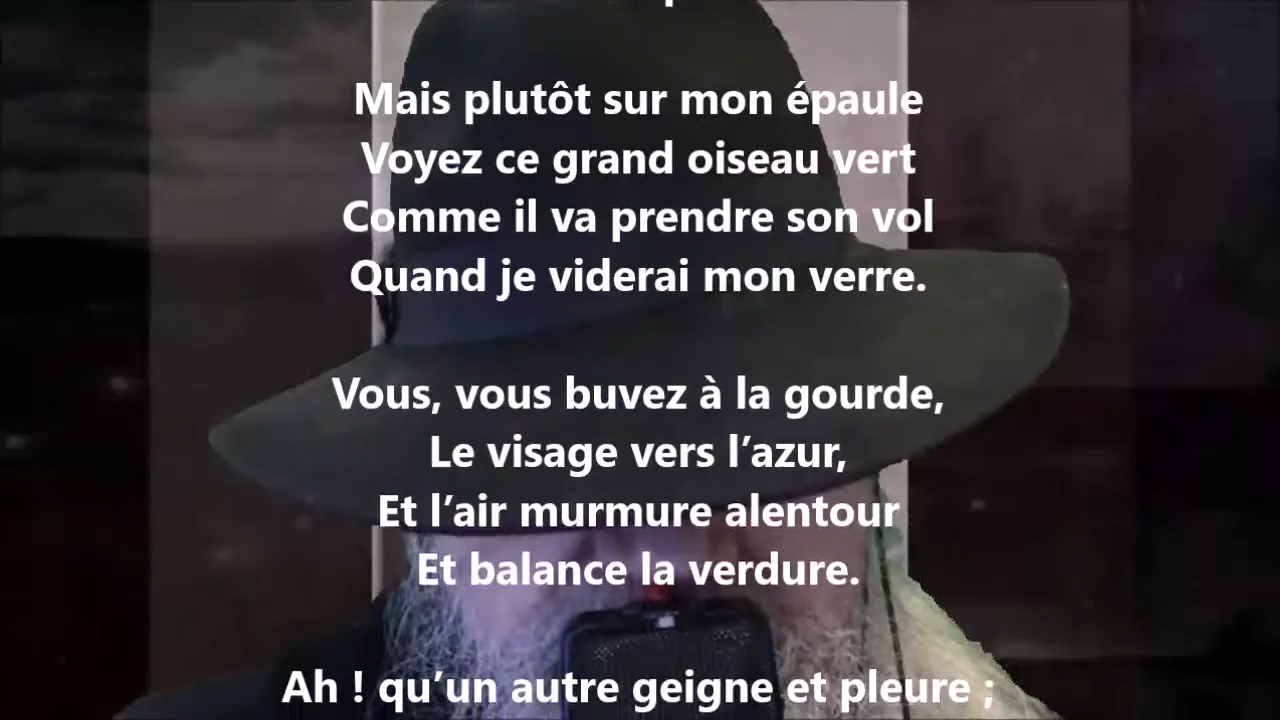 Mais plutôt sur mon épaule
Voyez ce grand oiseau vert
Comme il va prendre son vol
Quand je viderai mon verre.
Vous, vous buvez à la gourde,
Le visage vers l’azur,
Et l’air murmure alentour
Et balance la verdure.
Ah ! qu’un autre geigne et pleure ;